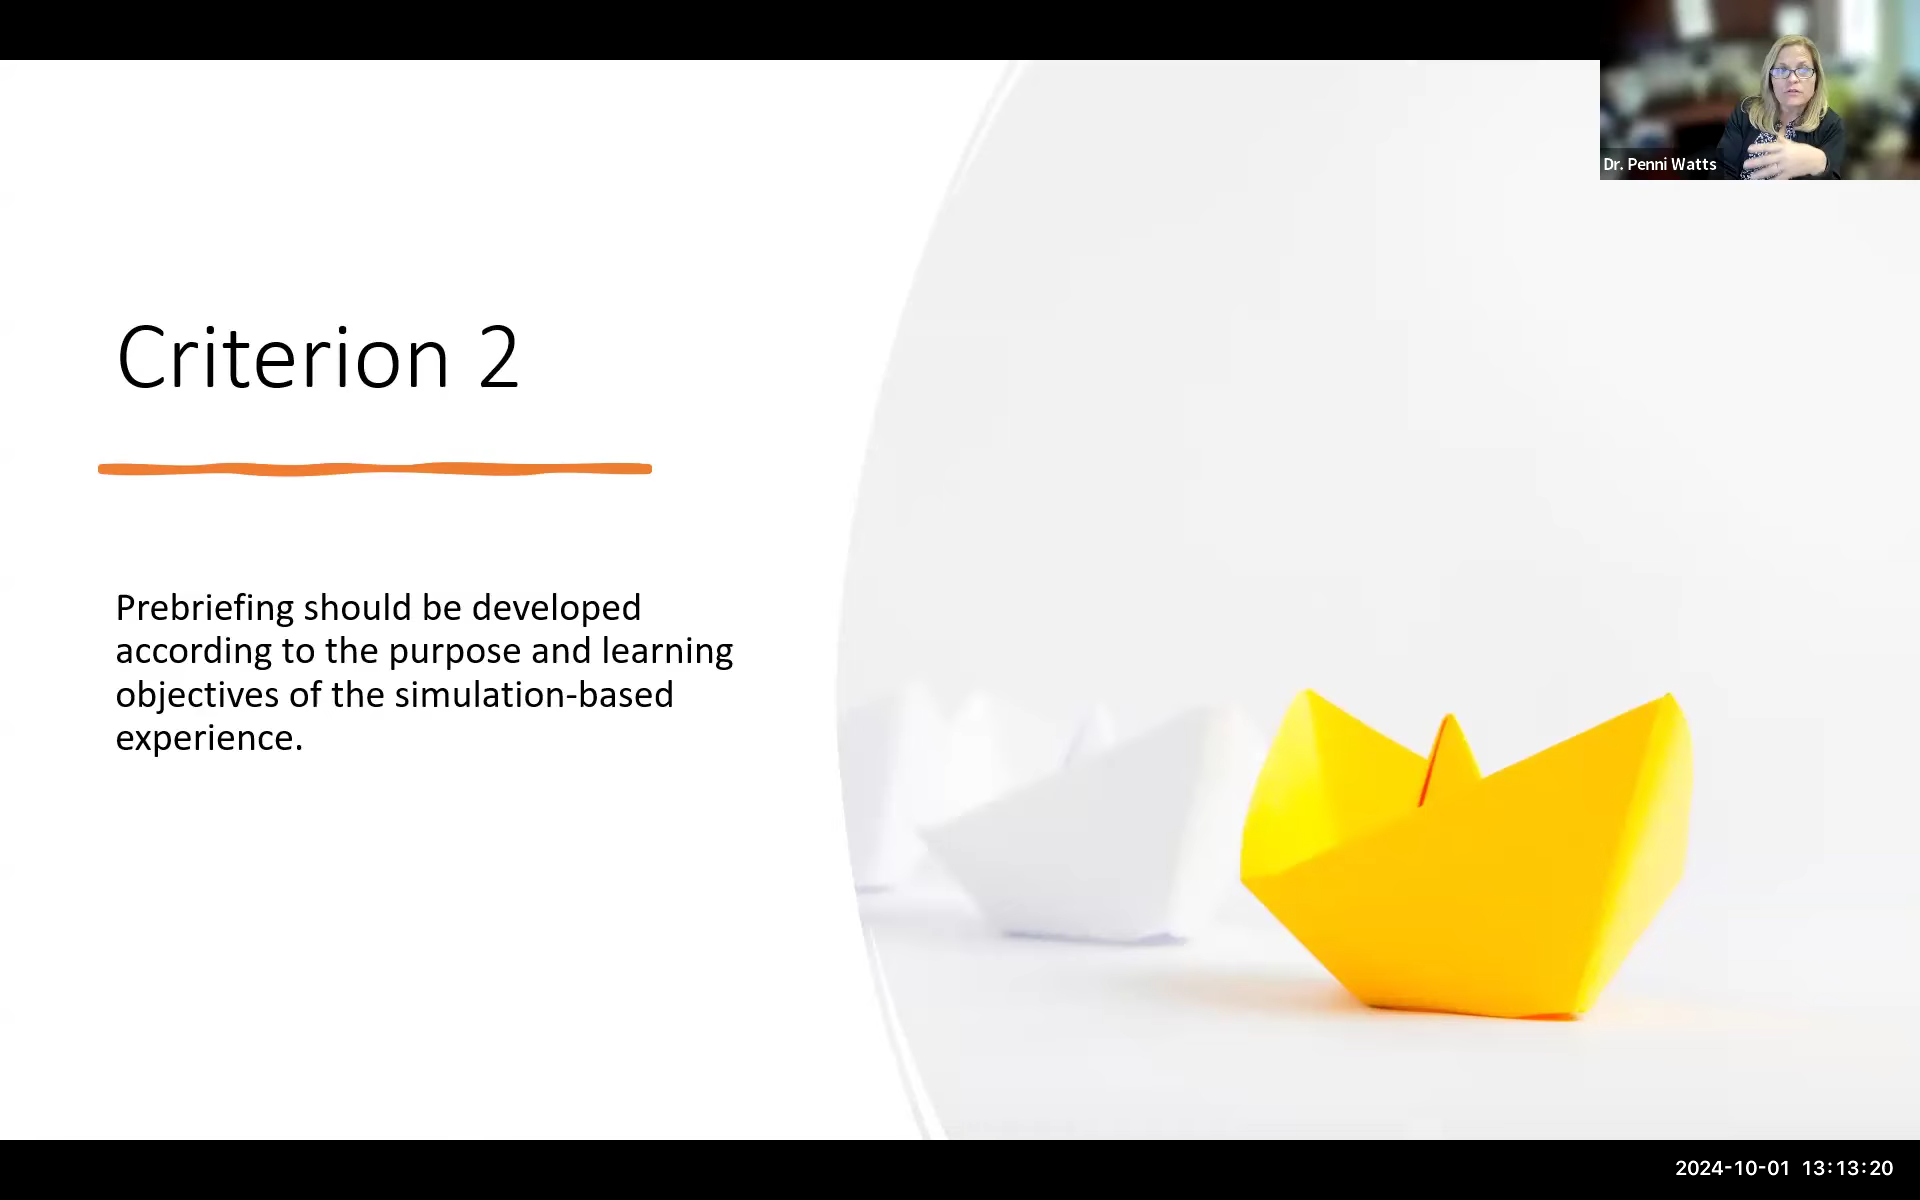 Dr. Penni Watts
Criterion 2
Prebriefing should be developed
according to the purpose and learning
objectives of the simulation-based
experience.
2024-10-01 13:13:20